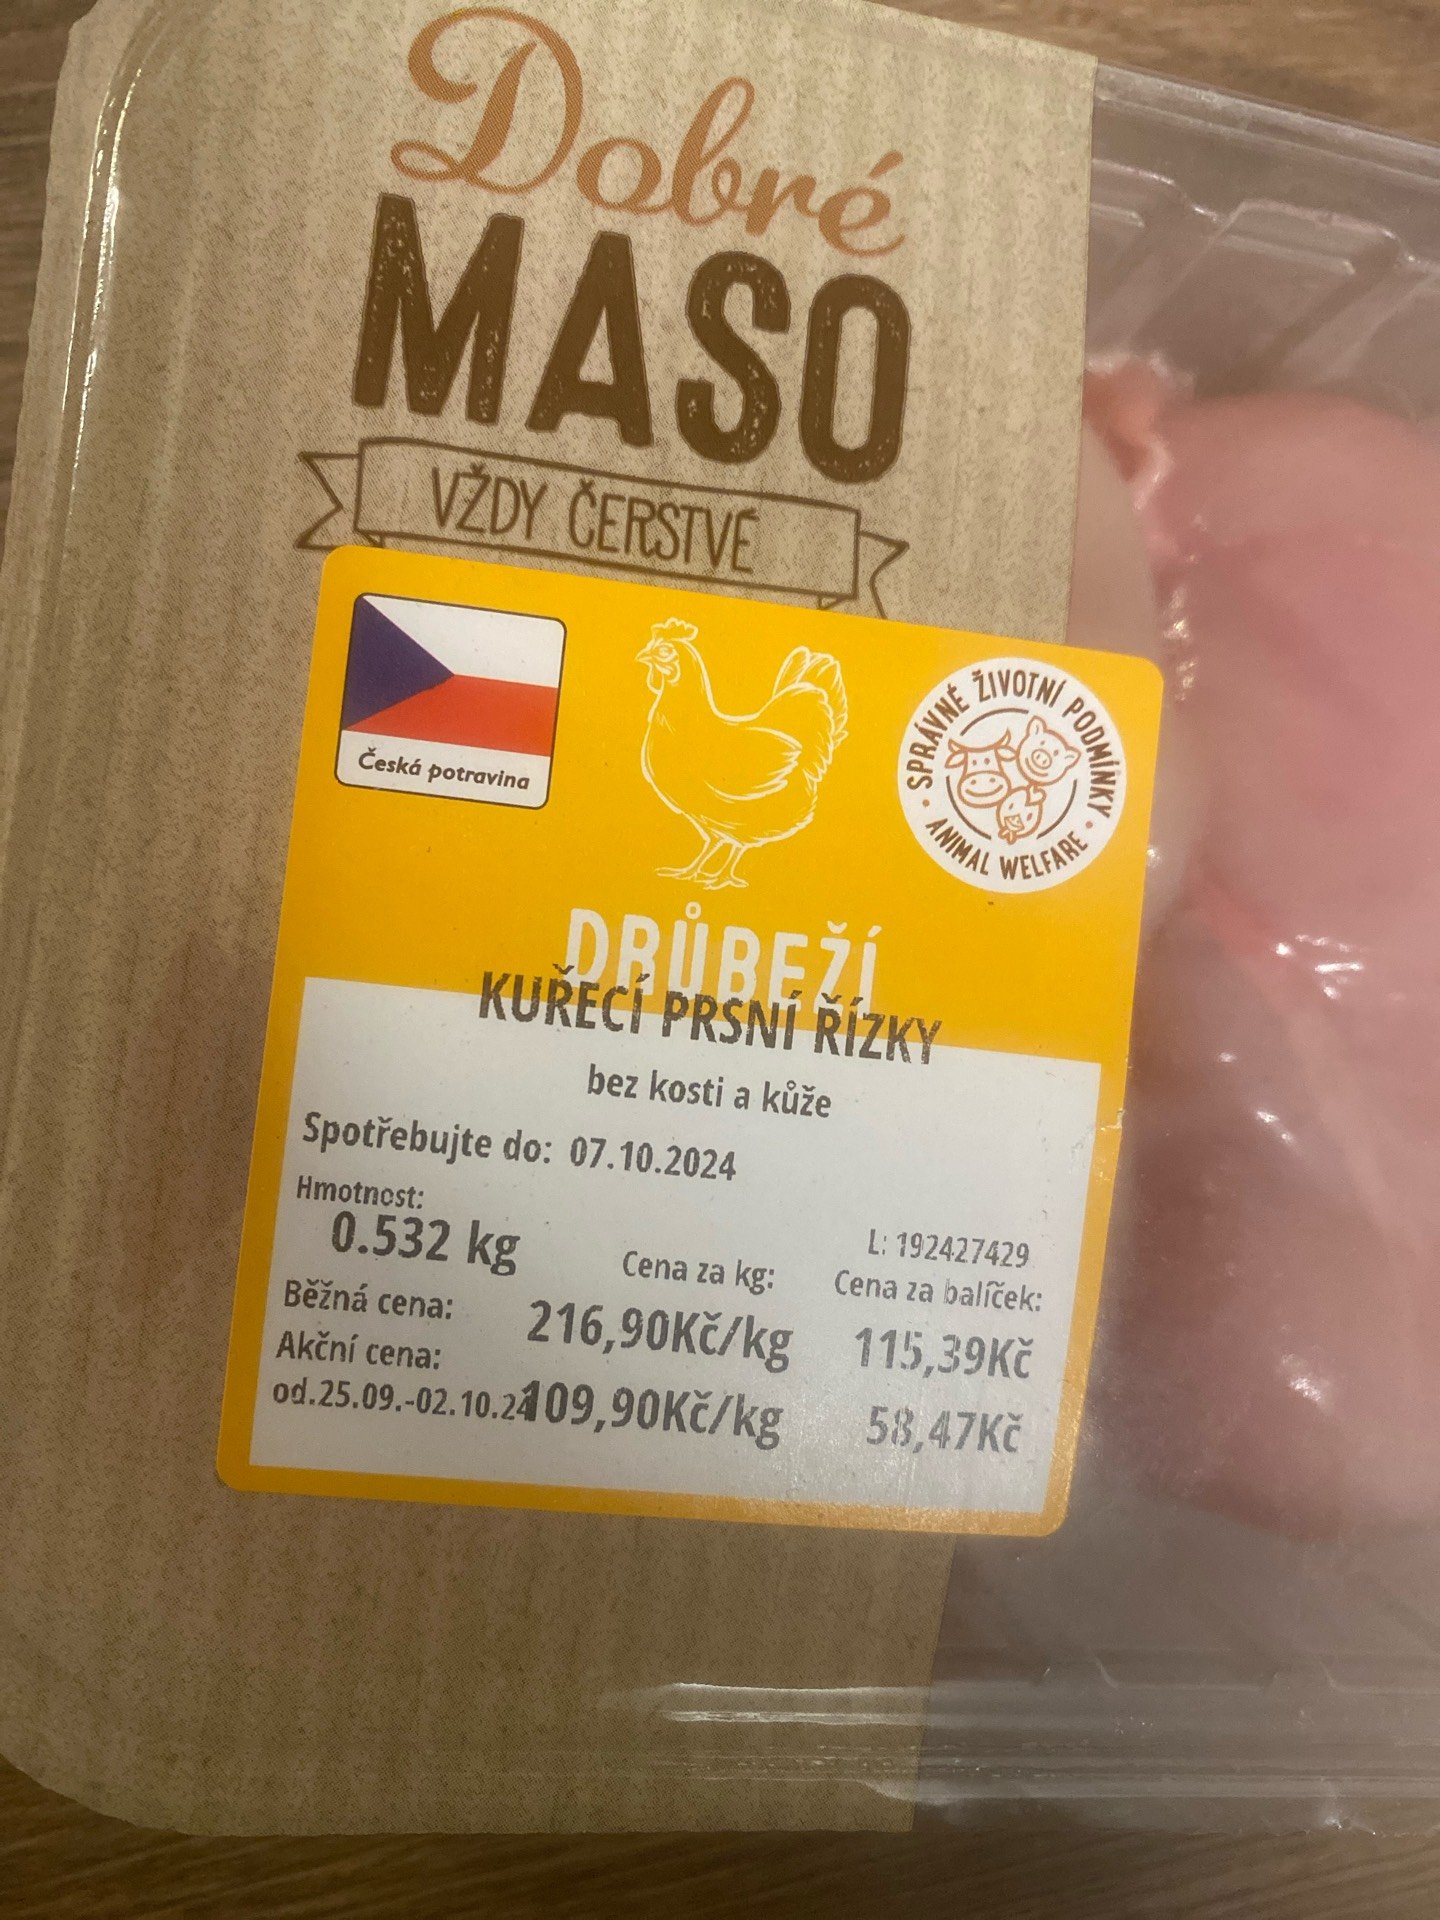 Dobré
MASO
VŽDY ČERSTVÉ
Česká potravina
SPRÁVNÉ ŽIVOTNÍ PODMÍNKY
ANIMAL WELFARE
DRŮBEŽÍ
KUŘECÍ PRSNÍ ŘÍZKY
bez kosti a kůže
Spotřebujte do: 07.10.2024
Hmotnost:
0.532 kg
L: 192427429
Cena za kg: Cena za balíček:
Běžná cena: 216,90Kč/kg 115,39Kč
Akční cena:
od.25.09.-02.10.24 109,90Kč/kg 58,47Kč